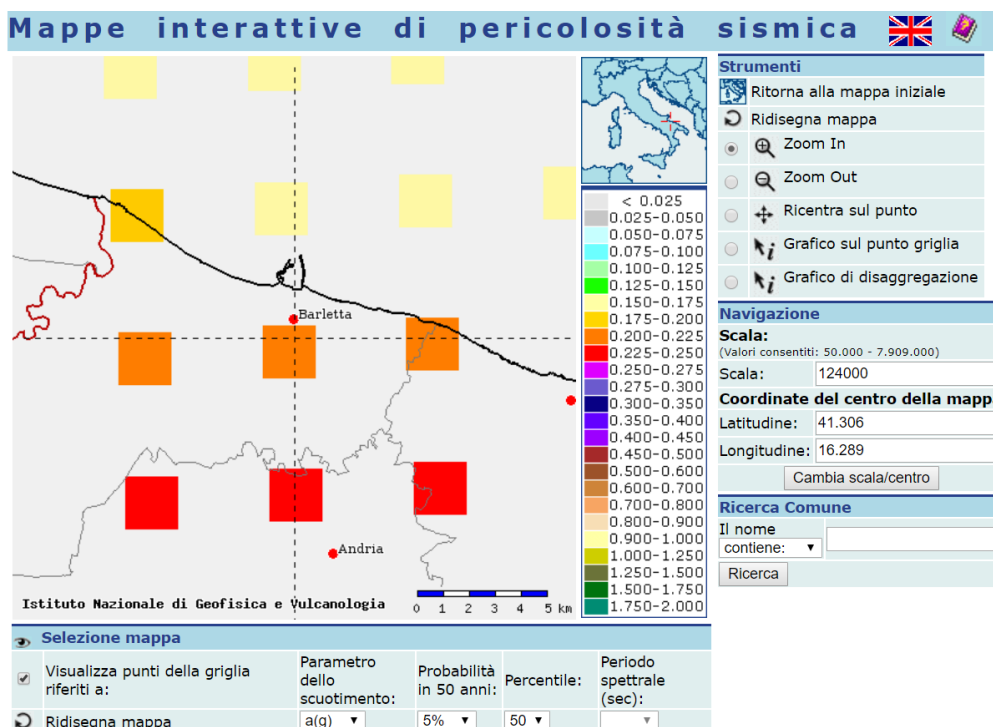 Mappe interattive di pericolosità sismica
Strumenti
Ritorna alla mappa iniziale
Ridisegna mappa
Zoom In
Zoom Out
Ricentra sul punto
Grafico sul punto griglia
Grafico di disaggregazione
Navigazione
Scala:
(Valori consentiti: 50.000 - 7.909.000)
Scala: 124000
Coordinate del centro della mapp
Latitudine: 41.306
Longitudine: 16.289
Cambia scala/centro
Ricerca Comune
Il nome
contiene:
Ricerca
< 0.025
0.025-0.050
0.050-0.075
0.075-0.100
0.100-0.125
0.125-0.150
0.150-0.175
0.175-0.200
0.200-0.225
0.225-0.250
0.250-0.275
0.275-0.300
0.300-0.350
0.350-0.400
0.400-0.450
0.450-0.500
0.500-0.600
0.600-0.700
0.700-0.800
0.800-0.900
0.900-1.000
1.000-1.250
1.250-1.500
1.500-1.750
1.750-2.000
Barletta
Andria
Istituto Nazionale di Geofisica e Vulcanologia
0 1 2 3 4 5 km
Selezione mappa
Visualizza punti della griglia
riferiti a:
Parametro
dello
scuotimento:
Probabilità
in 50 anni:
Percentile:
Periodo
spettrale
(sec):
Ridisegna mappa
a(g)
5%
50